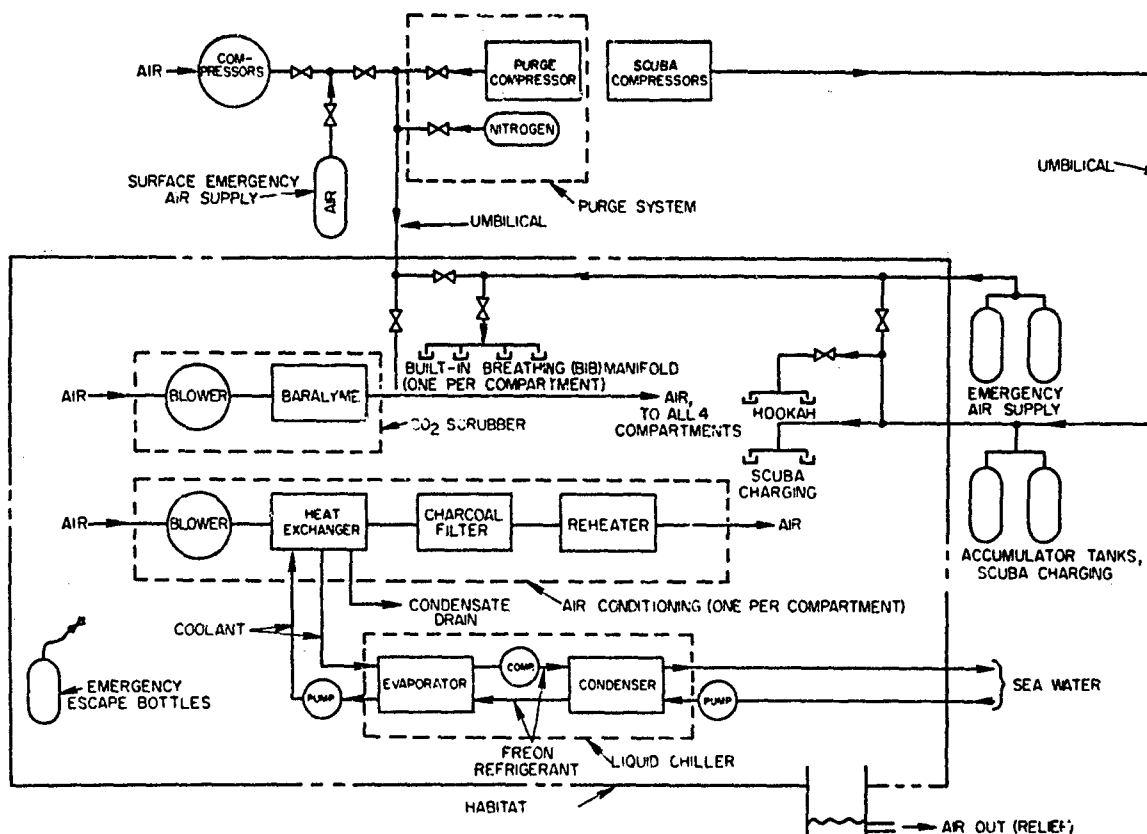 COM-
PRESSORS
AIR
PURGE
COMPRESSOR
SCUBA
COMPRESSORS
NITROGEN
SURFACE EMERGENCY
AIR SUPPLY
AIR
PURGE SYSTEM
UMBILICAL
UMBILICAL
BUILT-IN BREATHING (BIB) MANIFOLD
(ONE PER COMPARTMENT)
AIR
BLOWER
BARALYME
CO2 SCRUBBER
AIR,
TO ALL 4
COMPARTMENTS
HOOKAH
SCUBA
CHARGING
EMERGENCY
AIR SUPPLY
ACCUMULATOR TANKS,
SCUBA CHARGING
AIR
BLOWER
HEAT
EXCHANGER
CHARCOAL
FILTER
REHEATER
AIR
CONDENSATE
DRAIN
AIR CONDITIONING (ONE PER COMPARTMENT)
COOLANT
EMERGENCY
ESCAPE BOTTLES
PUMP
EVAPORATOR
COMP.
CONDENSER
PUMP
SEA WATER
FREON
REFRIGERANT
LIQUID CHILLER
HABITAT
AIR OUT (RELIEF)